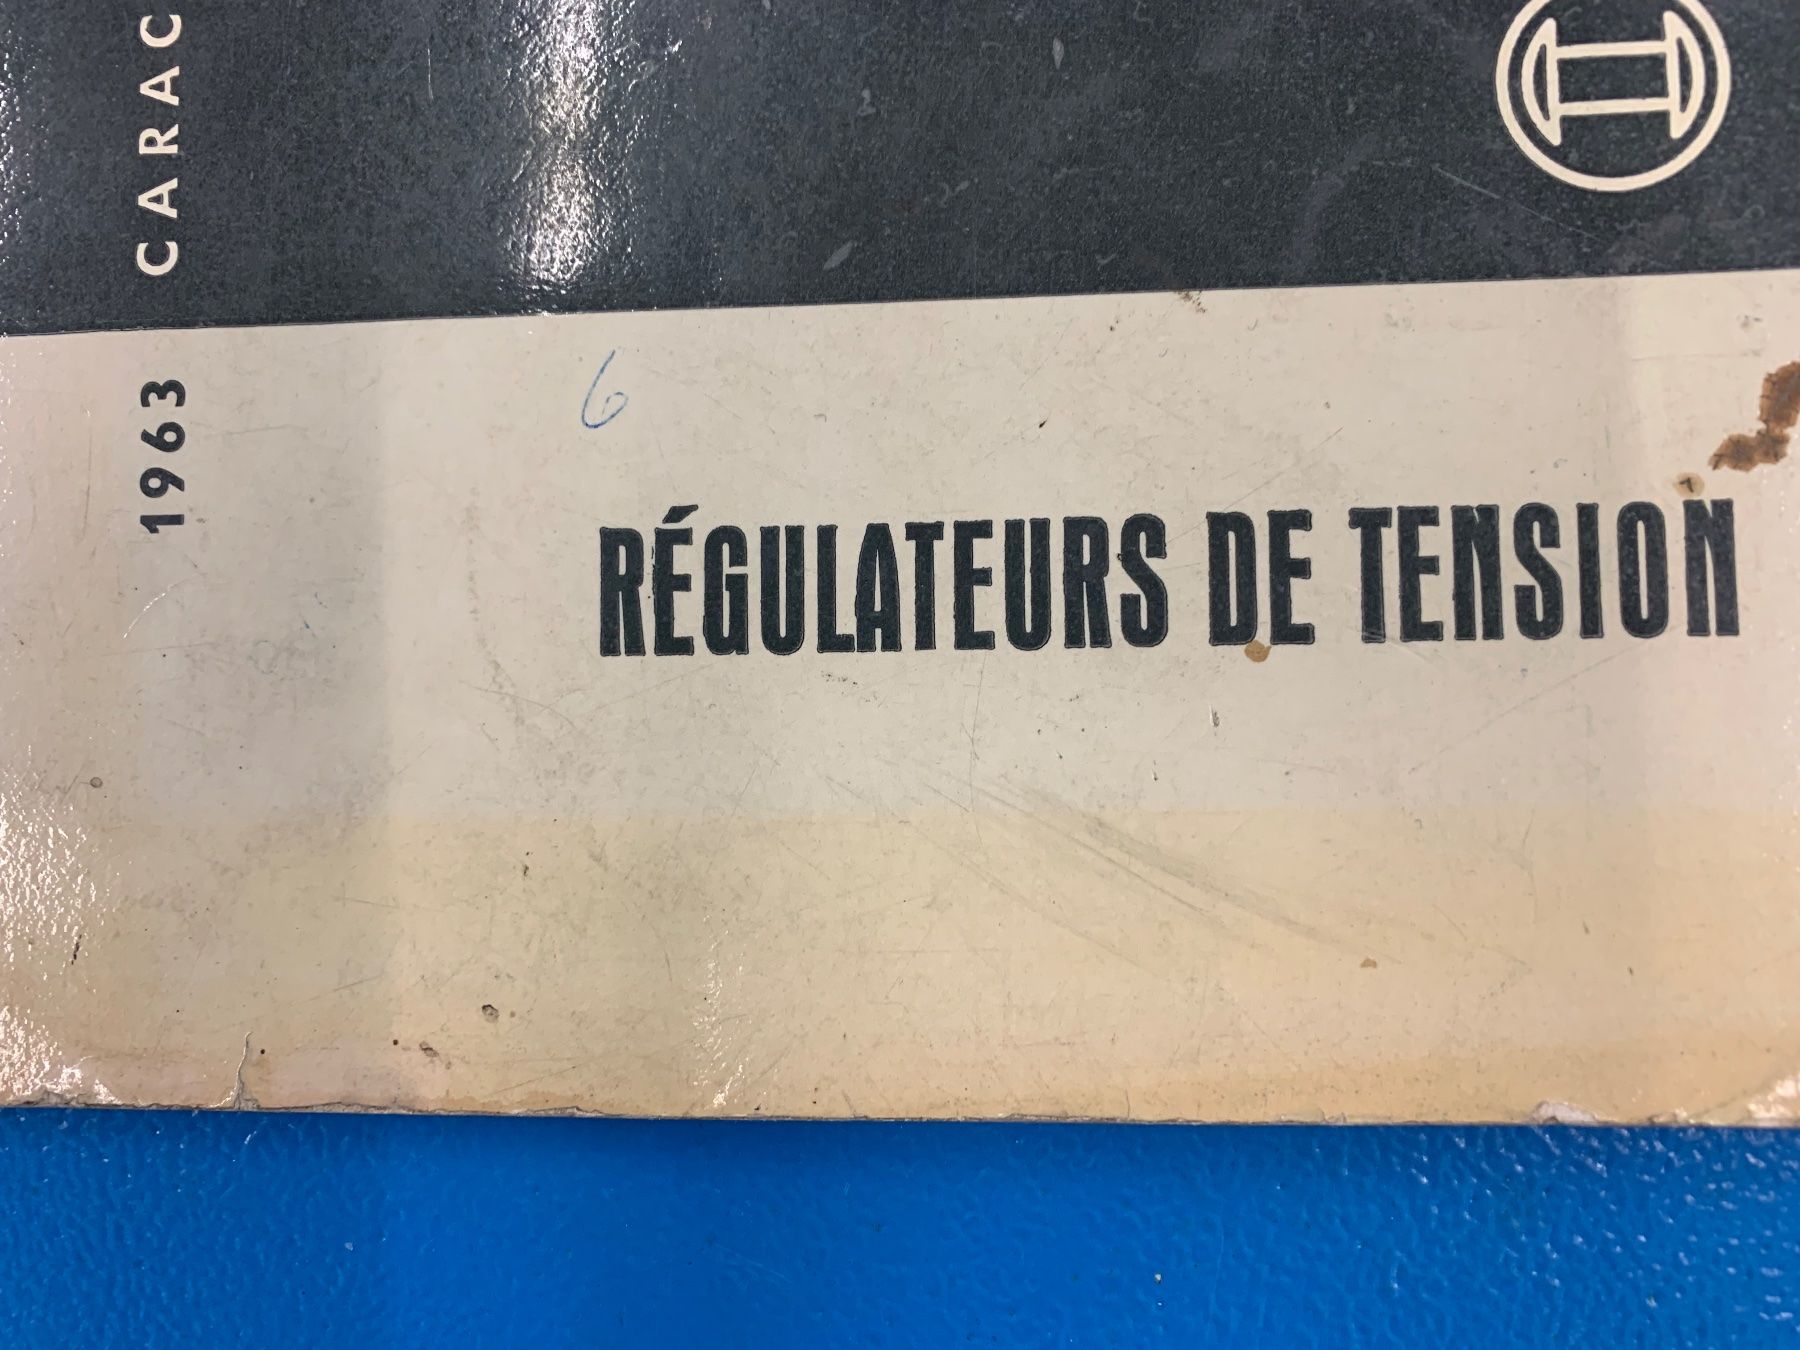 CARAC
1963
6
RÉGULATEURS DE TENSION